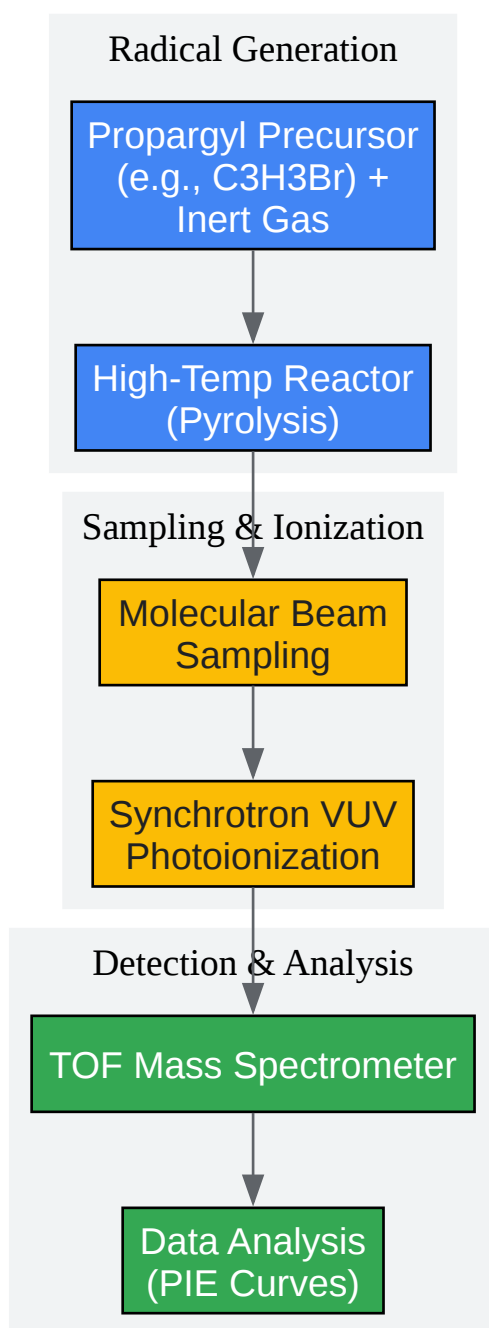 Radical Generation
Propargyl Precursor
(e.g., C3H3Br) +
Inert Gas
High-Temp Reactor
(Pyrolysis)
Sampling & Ionization
Molecular Beam
Sampling
Synchrotron VUV
Photoionization
Detection & Analysis
TOF Mass Spectrometer
Data Analysis
(PIE Curves)